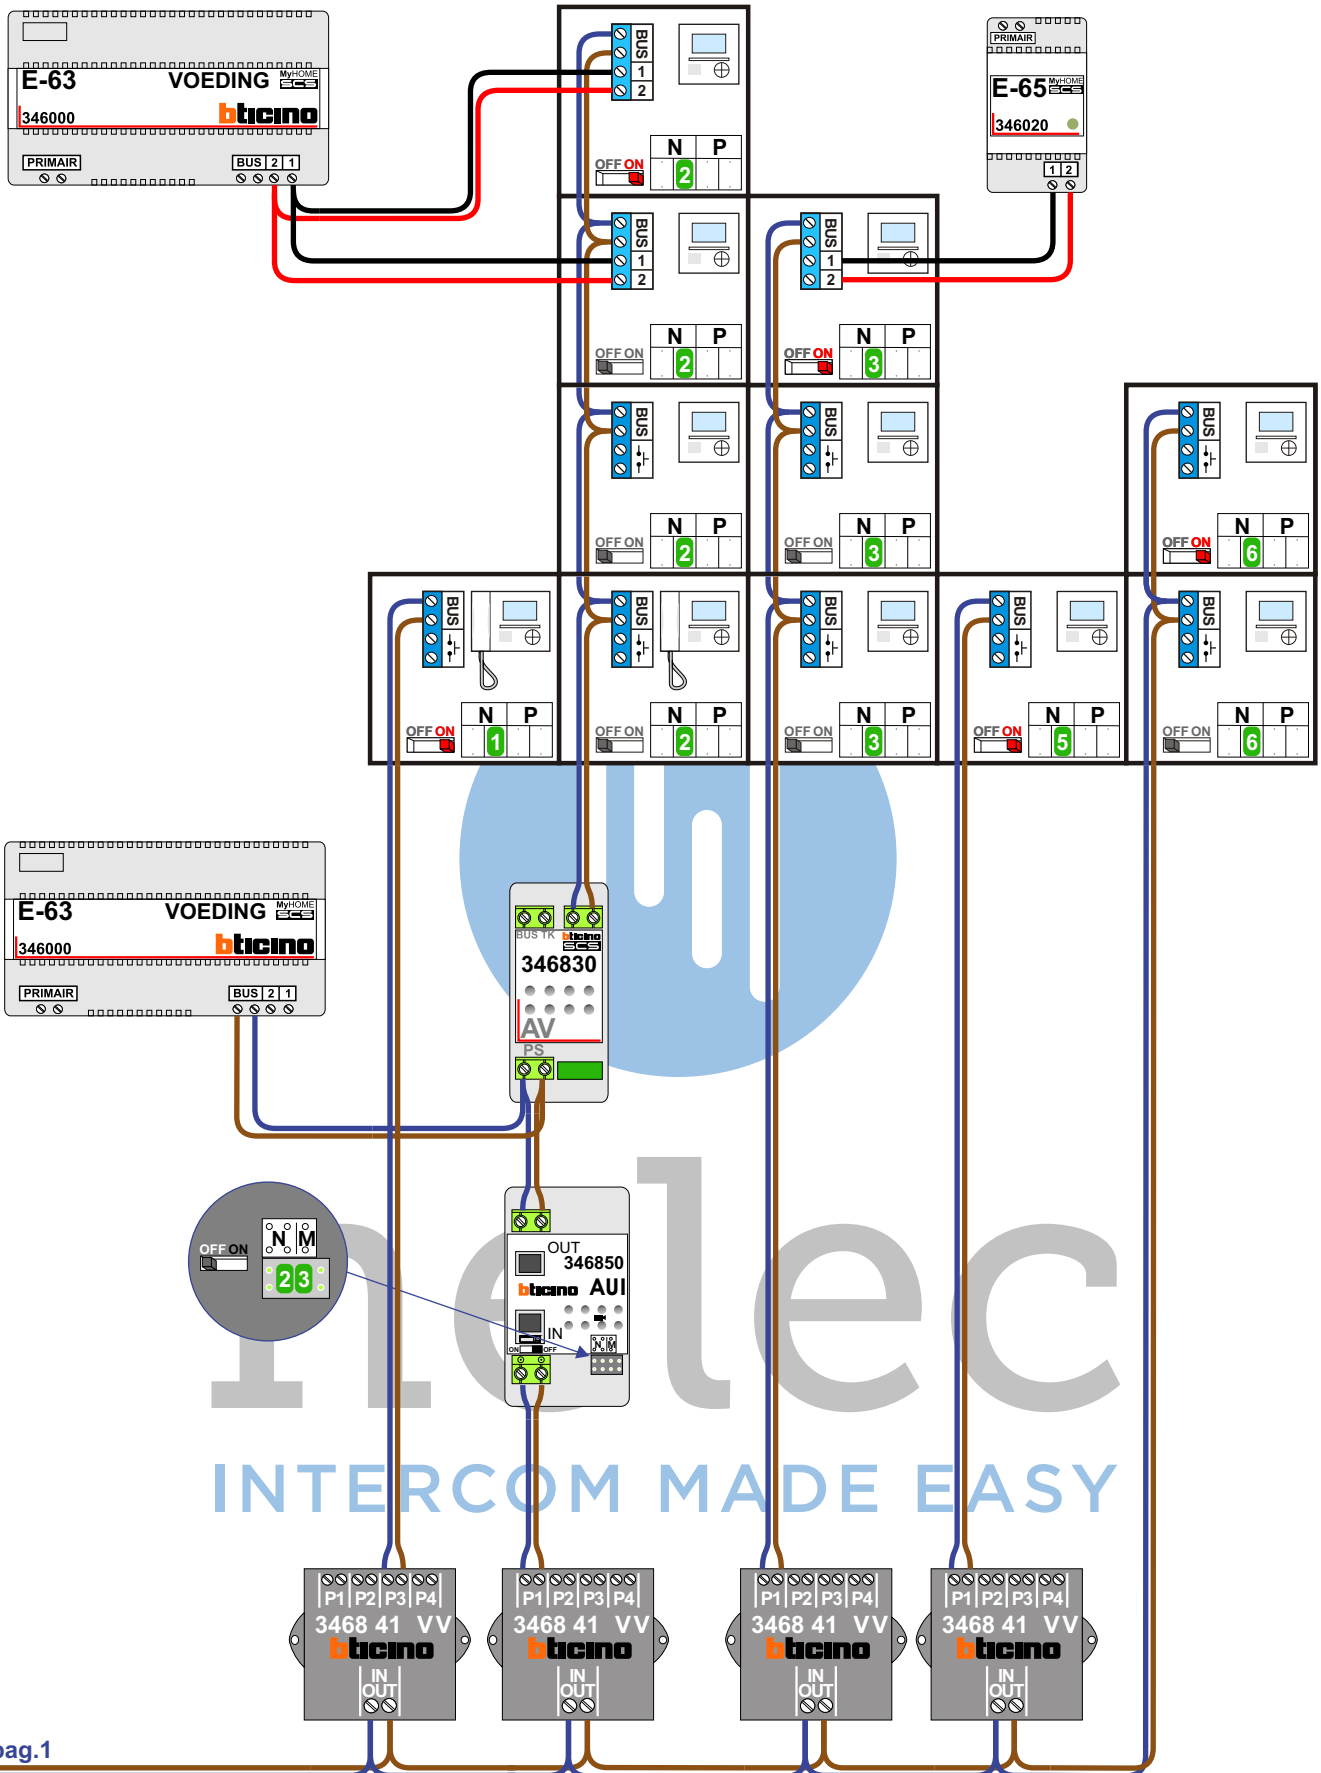 E-63 VOEDING MyHOME SCS
346000 bticino
PRIMAIR BUS 2 1
BUS 1 2
OFF ON N P
2
PRIMAIR
E-65 MyHOME SCS
346020
1 2
BUS 1 2
OFF ON N P
2
BUS 1 2
OFF ON N P
3
BUS
OFF ON N P
2
BUS
OFF ON N P
3
BUS
OFF ON N P
6
BUS
OFF ON N P
1
BUS
OFF ON N P
2
BUS
OFF ON N P
3
BUS
OFF ON N P
5
BUS
OFF ON N P
6
E-63 VOEDING MyHOME SCS
346000 bticino
PRIMAIR BUS 2 1
BUS TK bticino SCS
346830
AV
PS
OFF ON N M
2 3
OUT
346850
bticino AUI
IN
ON OFF N M
nelec
INTERCOM MADE EASY
P1 P2 P3 P4
3468 41 VV
bticino
IN
OUT
P1 P2 P3 P4
3468 41 VV
bticino
IN
OUT
P1 P2 P3 P4
3468 41 VV
bticino
IN
OUT
P1 P2 P3 P4
3468 41 VV
bticino
IN
OUT
pag.1